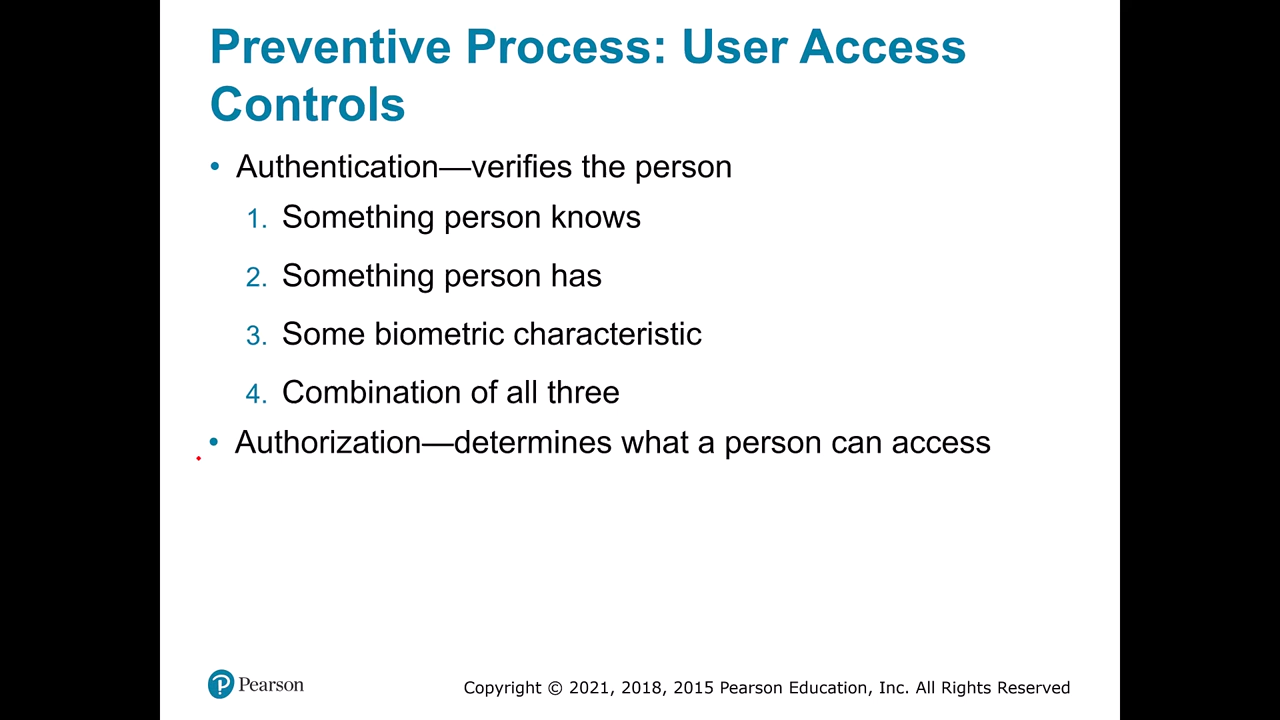 Preventive Process: User Access
Controls
• Authentication—verifies the person
1. Something person knows
2. Something person has
3. Some biometric characteristic
4. Combination of all three
• Authorization—determines what a person can access
Pearson
Copyright © 2021, 2018, 2015 Pearson Education, Inc. All Rights Reserved